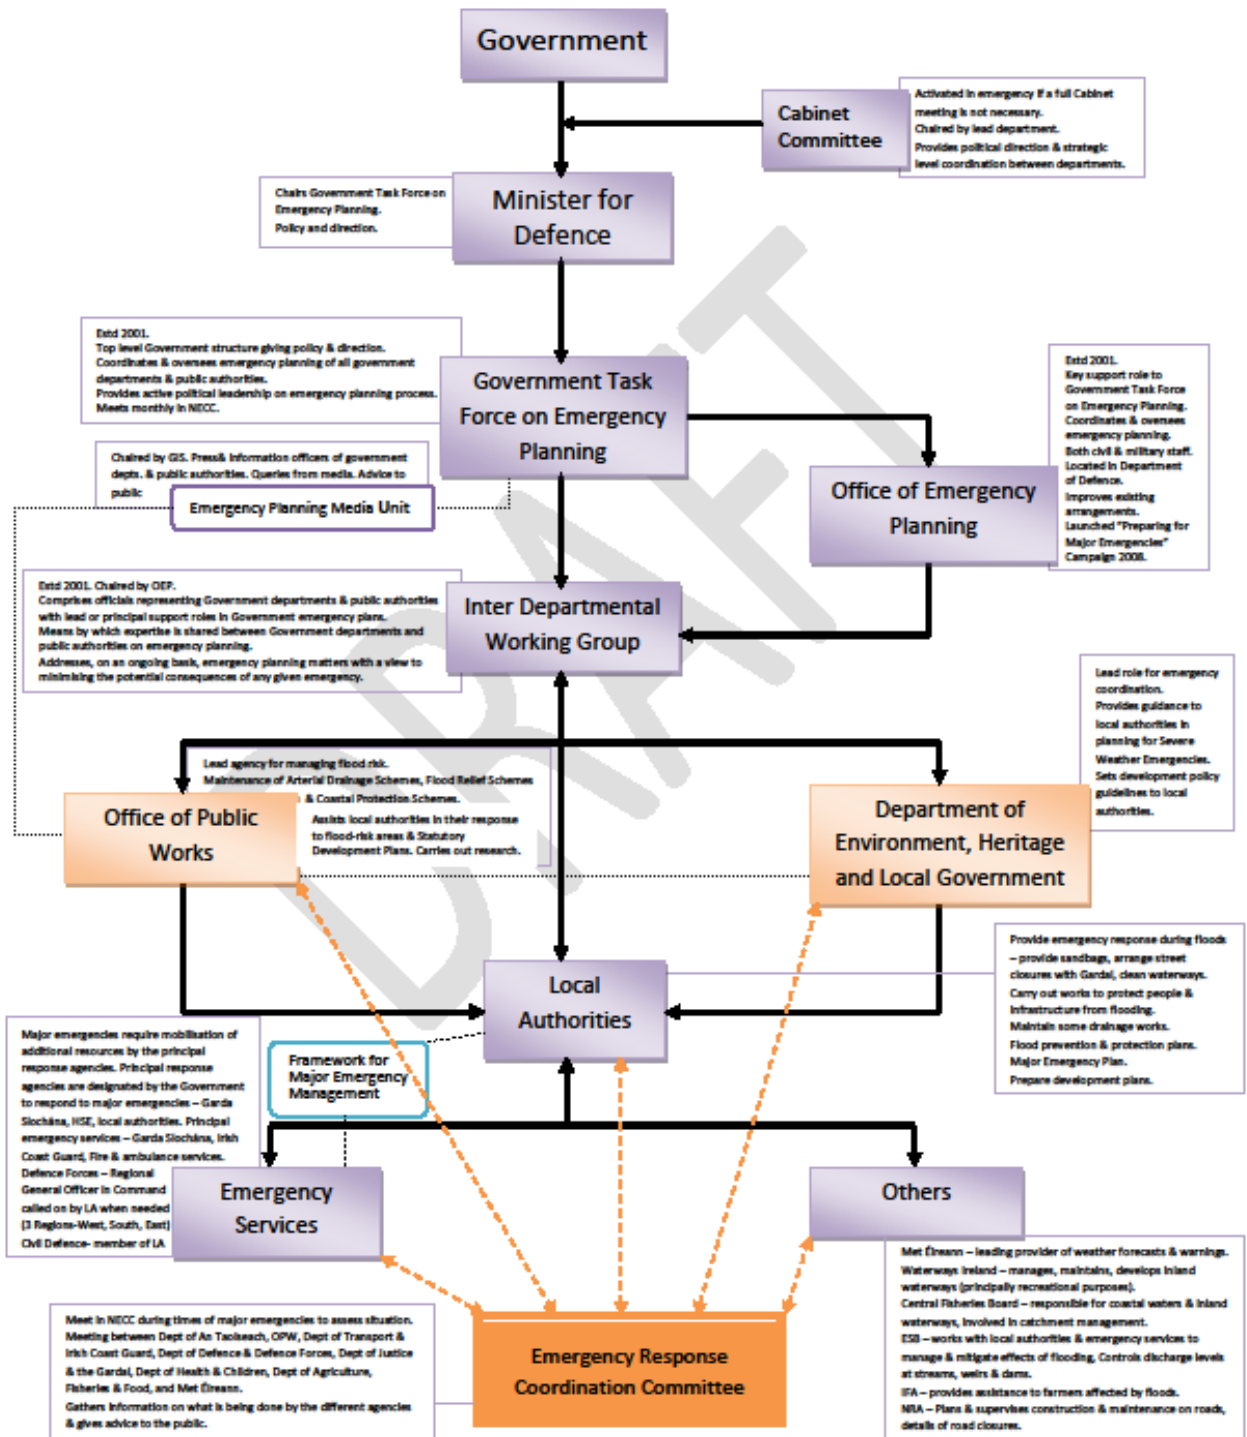 Government
Cabinet
Committee
Activated in emergency if a full Cabinet
meeting is not necessary.
Chaired by lead department.
Provides political direction & strategic
level coordination between departments.
Chairs Government Task Force on
Emergency Planning.
Policy and direction.
Minister for
Defence
Estd 2001.
Top level Government structure giving policy & direction.
Coordinates & oversees emergency planning of all government
departments & public authorities.
Provides active political leadership on emergency planning process.
Meets monthly in NECC.
Government Task
Force on Emergency
Planning
Estd 2001.
Key support role to
Government Task Force
on Emergency Planning.
Coordinates & oversees
emergency planning.
Both civil & military staff.
Located in Department
of Defence.
Improves existing
arrangements.
Launched "Preparing for
Major Emergencies"
Campaign 2008.
Chaired by GIS. Press& Information officers of government
depts. & public authorities. Queries from media. Advice to
public
Emergency Planning Media Unit
Office of Emergency
Planning
Estd 2001. Chaired by OEP.
Comprises officials representing Government departments & public authorities
with lead or principal support roles in Government emergency plans.
Means by which expertise is shared between Government departments and
public authorities on emergency planning.
Addresses, on an ongoing basis, emergency planning matters with a view to
minimising the potential consequences of any given emergency.
Inter Departmental
Working Group
Lead role for emergency
coordination.
Provides guidance to
local authorities in
planning for Severe
Weather Emergencies.
Sets development policy
guidelines to local
authorities.
Lead agency for managing flood risk.
Maintenance of Arterial Drainage Schemes, Flood Relief Schemes
& Coastal Protection Schemes.
Assists local authorities in their response
to flood-risk areas & Statutory
Development Plans. Carries out research.
Office of Public
Works
Department of
Environment, Heritage
and Local Government
Provide emergency response during floods
– provide sandbags, arrange street
closures with Gardaí, clean waterways.
Carry out works to protect people &
infrastructure from flooding.
Maintain some drainage works.
Flood prevention & protection plans.
Major Emergency Plan.
Prepare development plans.
Local
Authorities
Major emergencies require mobilisation of
additional resources by the principal
response agencies. Principal response
agencies are designated by the Government
to respond to major emergencies – Garda
Síochána, HSE, local authorities. Principal
emergency services – Garda Síochána, Irish
Coast Guard, Fire & ambulance services.
Defence Forces – Regional
General Officer in Command
called on by LA when needed
(3 Regions-West, South, East)
Civil Defence- member of LA
Framework for
Major Emergency
Management
Emergency
Services
Others
Met Éireann – leading provider of weather forecasts & warnings.
Waterways Ireland – manages, maintains, develops inland
waterways (principally recreational purposes).
Central Fisheries Board – responsible for coastal waters & inland
waterways, involved in catchment management.
ESB – works with local authorities & emergency services to
manage & mitigate effects of flooding. Controls discharge levels
at streams, weirs & dams.
IFA – provides assistance to farmers affected by floods.
NRA – Plans & supervises construction & maintenance on roads,
details of road closures.
Meet in NECC during times of major emergencies to assess situation.
Meeting between Dept of An Taoiseach, OPW, Dept of Transport &
Irish Coast Guard, Dept of Defence & Defence Forces, Dept of Justice
& the Gardaí, Dept of Health & Children, Dept of Agriculture,
Fisheries & Food, and Met Éireann.
Gathers information on what is being done by the different agencies
& gives advice to the public.
Emergency Response
Coordination Committee
DRAFT